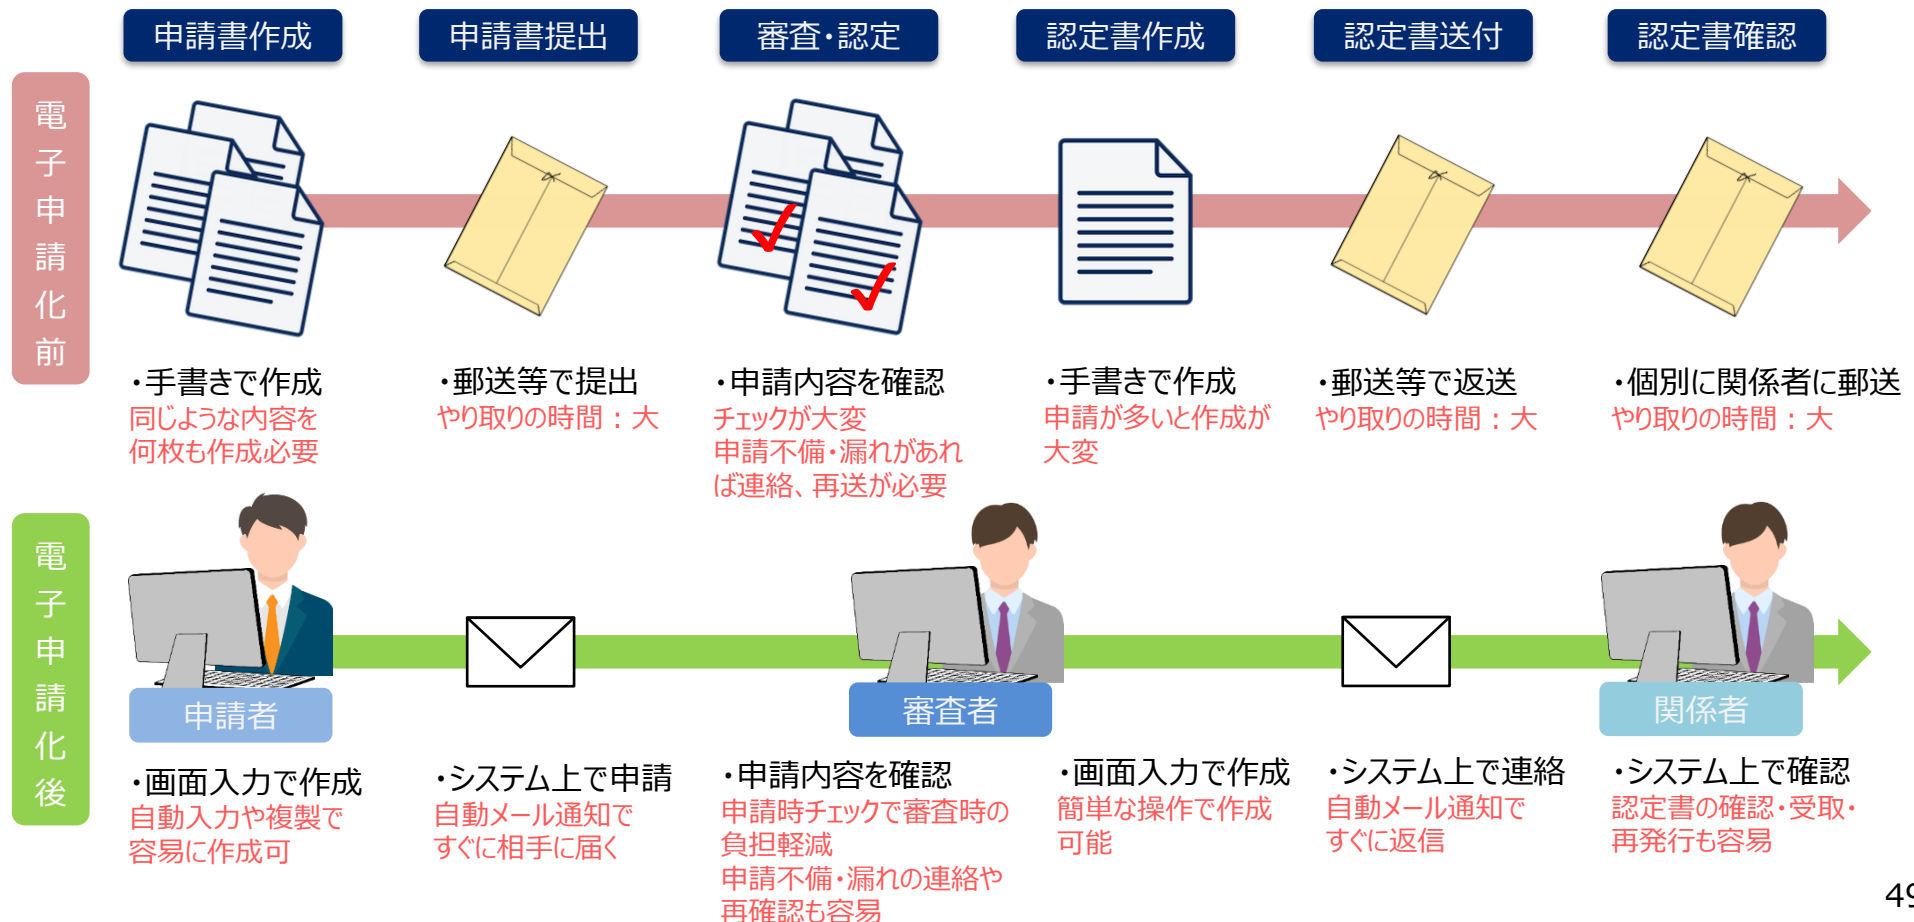 申請書作成
申請書提出
審査・認定
認定書作成
認定書送付
認定書確認
電子申請化前
・手書きで作成
同じような内容を
何枚も作成必要
・郵送等で提出
やり取りの時間：大
・申請内容を確認
チェックが大変
申請不備・漏れがあれ
ば連絡、再送が必要
・手書きで作成
申請が多いと作成が
大変
・郵送等で返送
やり取りの時間：大
・個別に関係者に郵送
やり取りの時間：大
電子申請化後
申請者
審査者
関係者
・画面入力で作成
自動入力や複製で
容易に作成可
・システム上で申請
自動メール通知で
すぐに相手に届く
・申請内容を確認
申請時チェックで審査時の
負担軽減
申請不備・漏れの連絡や
再確認も容易
・画面入力で作成
簡単な操作で作成
可能
・システム上で連絡
自動メール通知で
すぐに返信
・システム上で確認
認定書の確認・受取・
再発行も容易
49